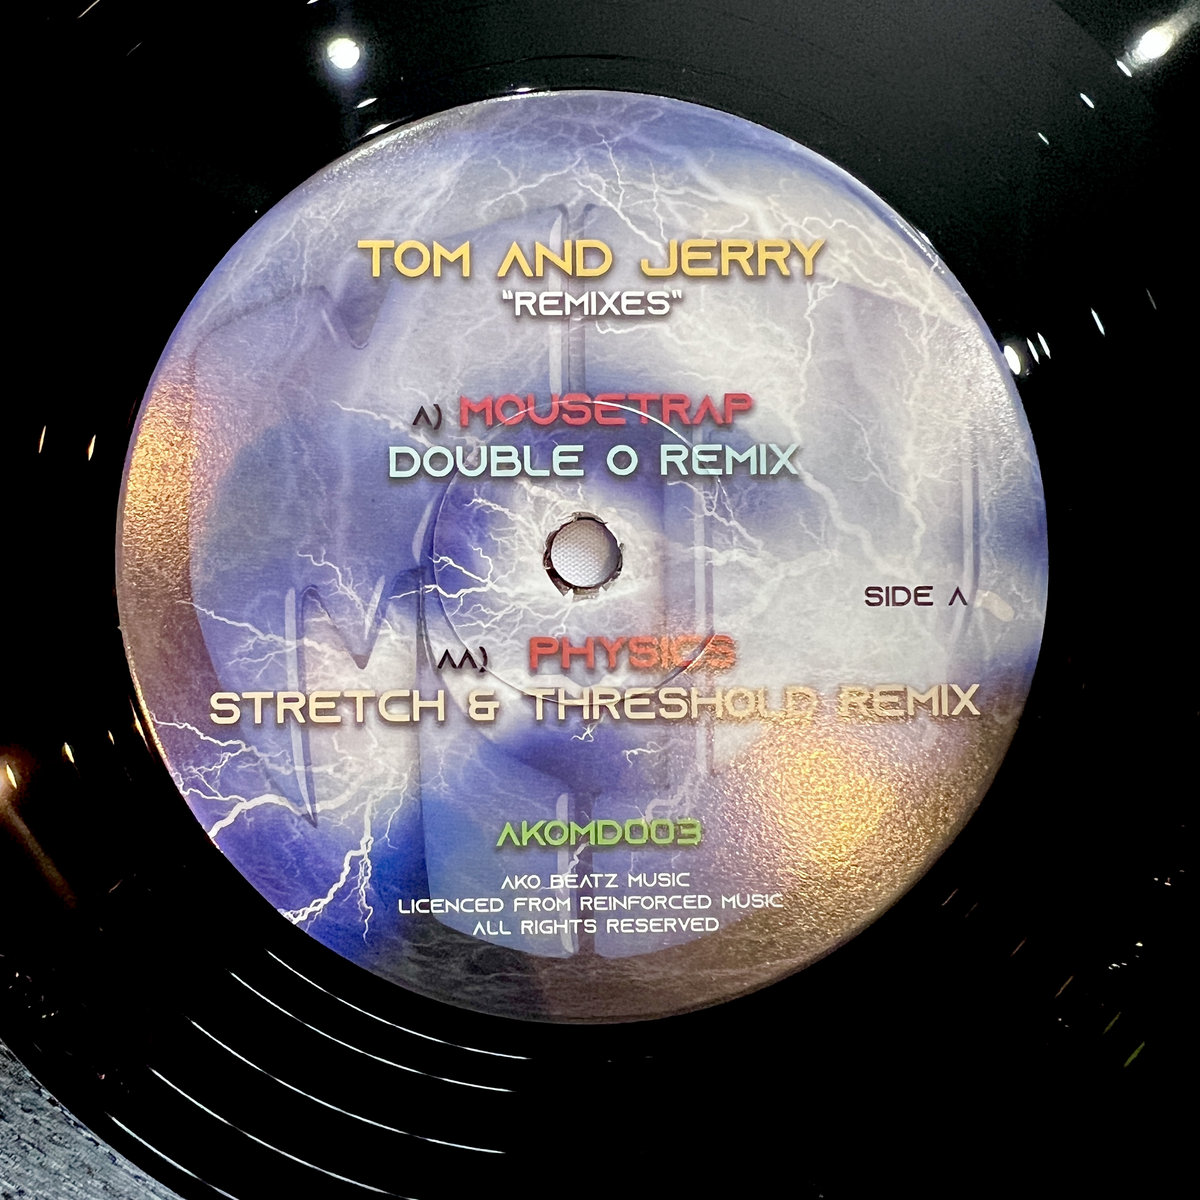 TOM AND JERRY
"REMIXES"
A) MOUSETRAP
DOUBLE O REMIX
SIDE A
AA) PHYSICS
STRETCH & THRESHOLD REMIX
AKOMD003
AKO BEATZ MUSIC
LICENCED FROM REINFORCED MUSIC
ALL RIGHTS RESERVED